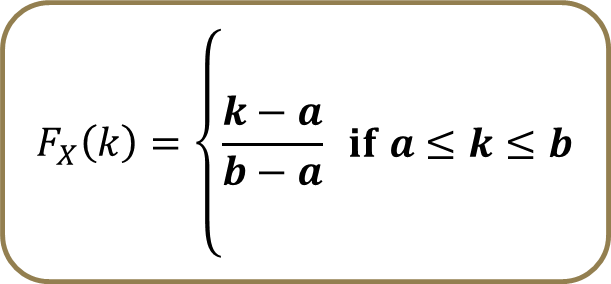 F_X(k) = { (k − a)/(b − a) if a ≤ k ≤ b